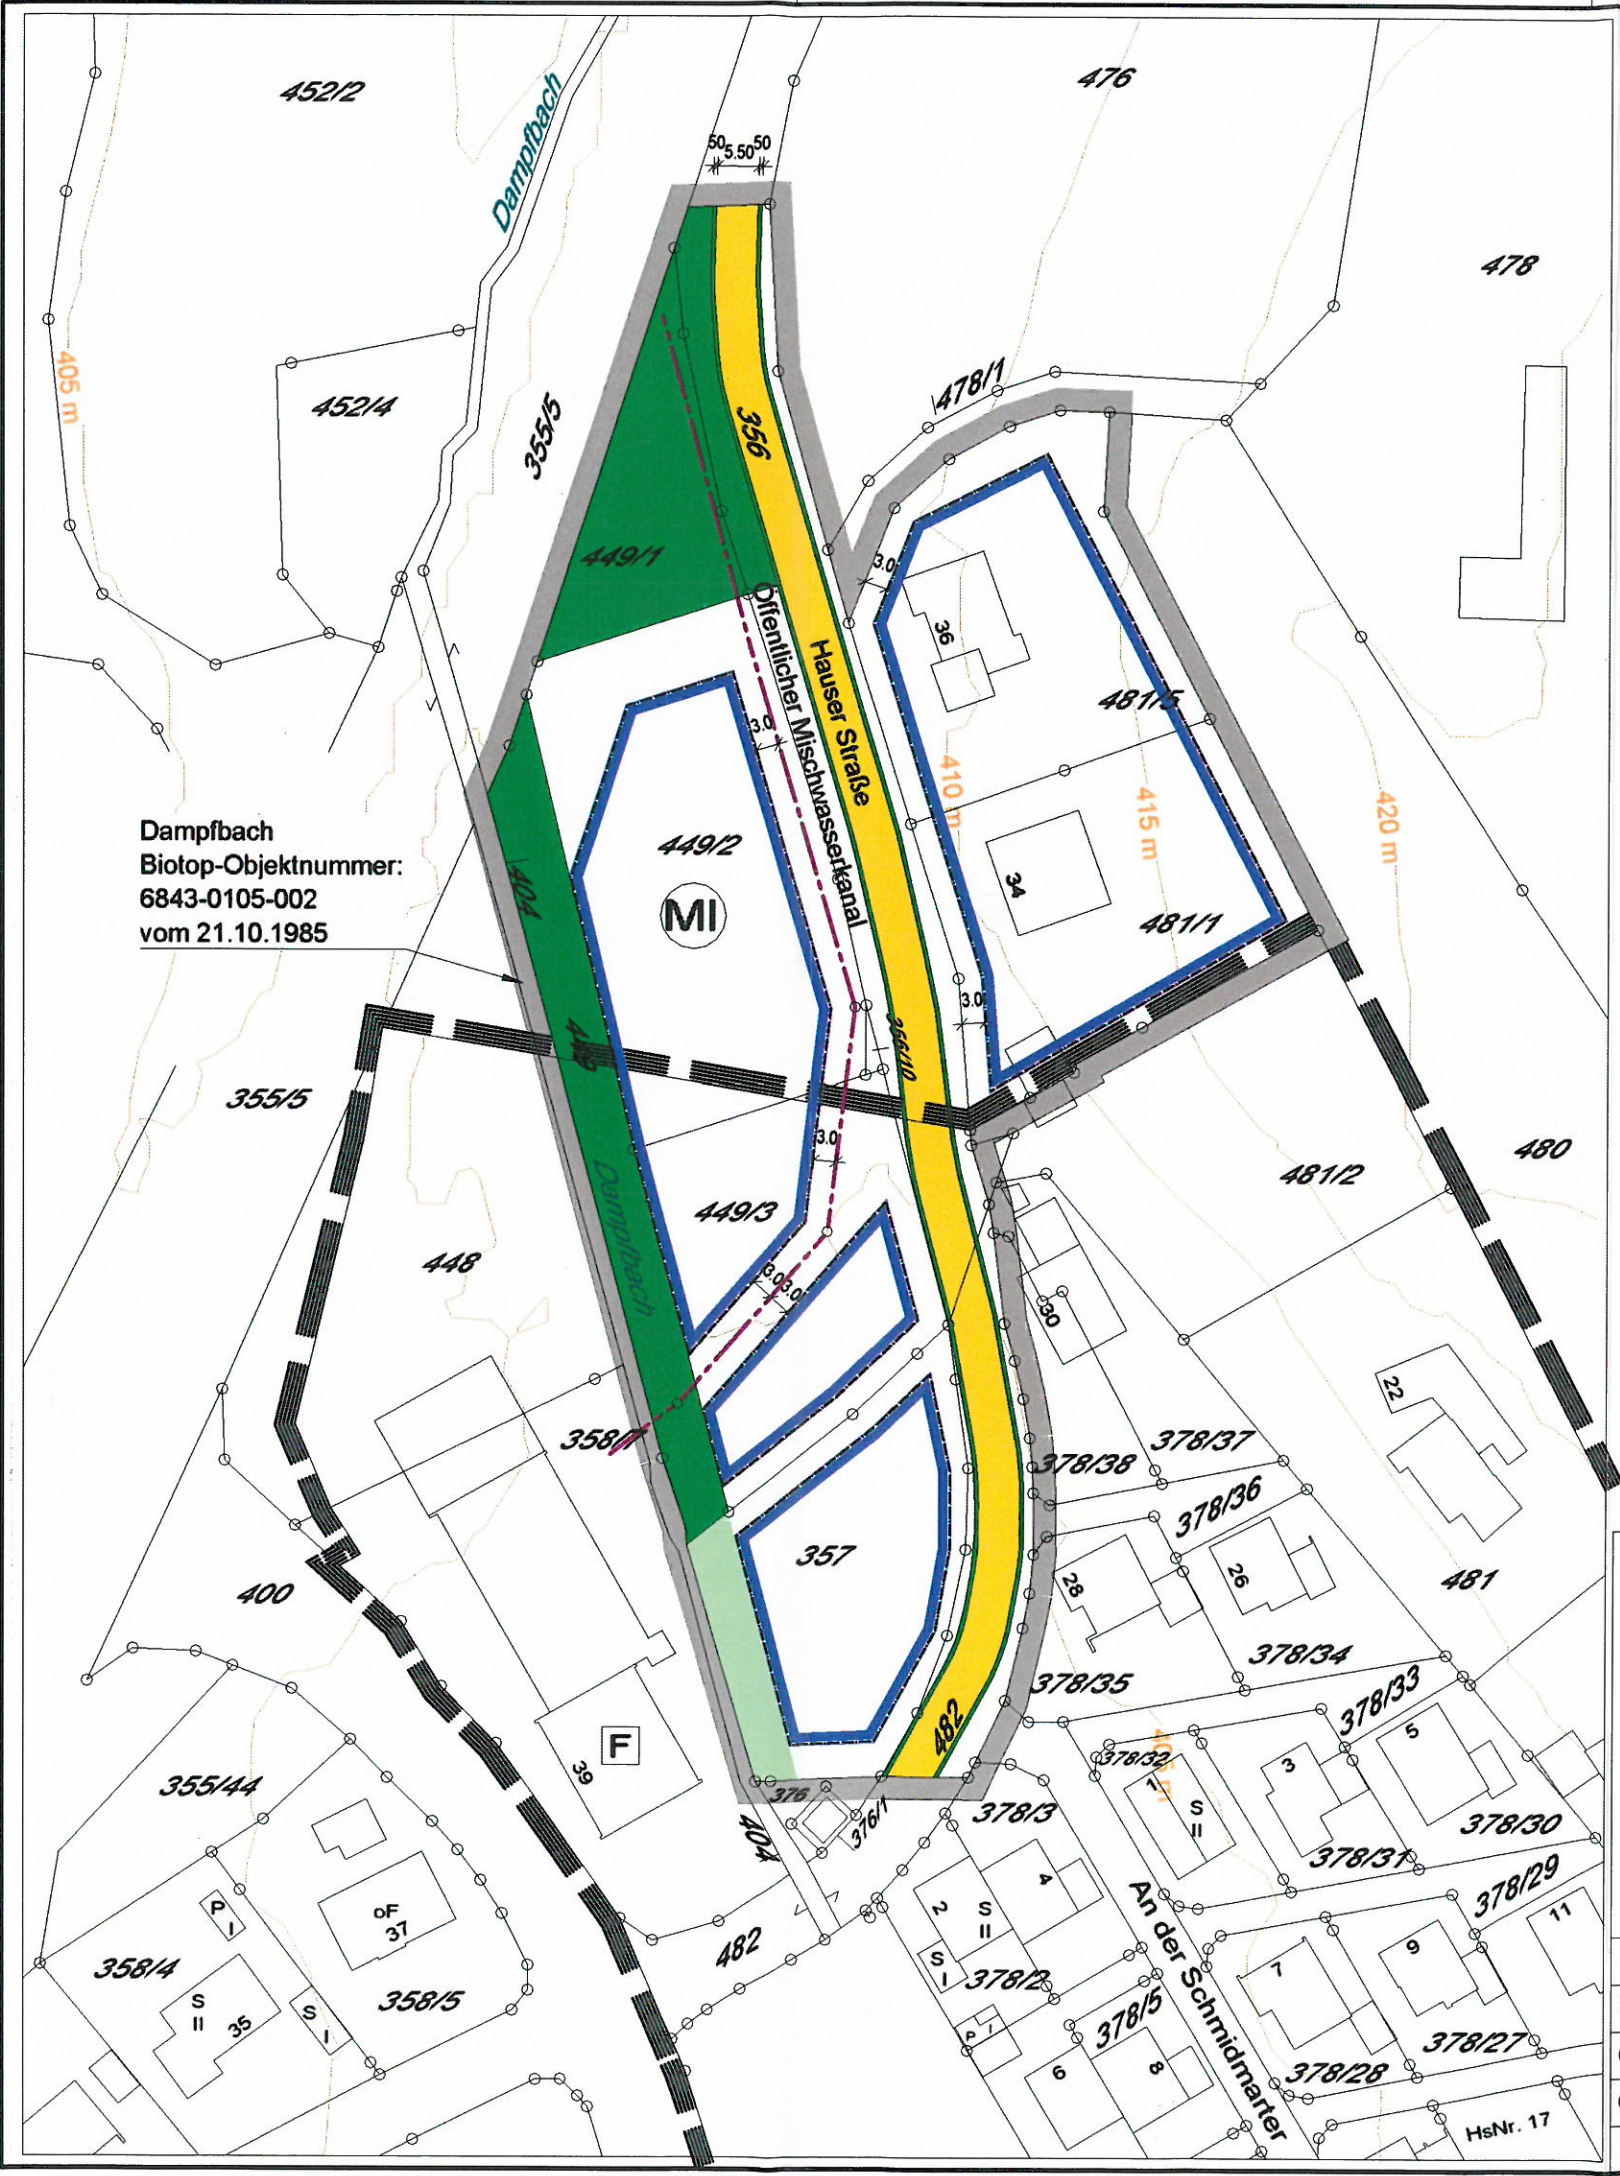 452/2
Dampfbach
476
50 5.50 50
478
405 m
452/4
355/5
478/1
356
449/1
3.0
36
Öffentlicher Mischwasserkanal
Hauser Straße
481/5
3.0
410 m
415 m
420 m
Dampfbach
Biotop-Objektnummer:
6843-0105-002
vom 21.10.1985
449/2
MI
404
34
481/1
3.0
366/10
355/5
480
481/2
3.0
Dampfbach
449/3
448
3.0 3.0
30
22
358/1
378/37
378/38
378/36
357
28
26
481
400
378/34
378/35
378/33
482
5
F
39
378/32
3
1
S
II
355/44
376
376/1
378/3
404
378/30
378/31
378/29
4
2
S
II
An der Schmidmarter
11
P
I
oF
37
482
S
I
378/2
9
7
358/4
358/5
S
II
35
S
I
P
I
378/5
378/27
378/28
6
8
HsNr. 17